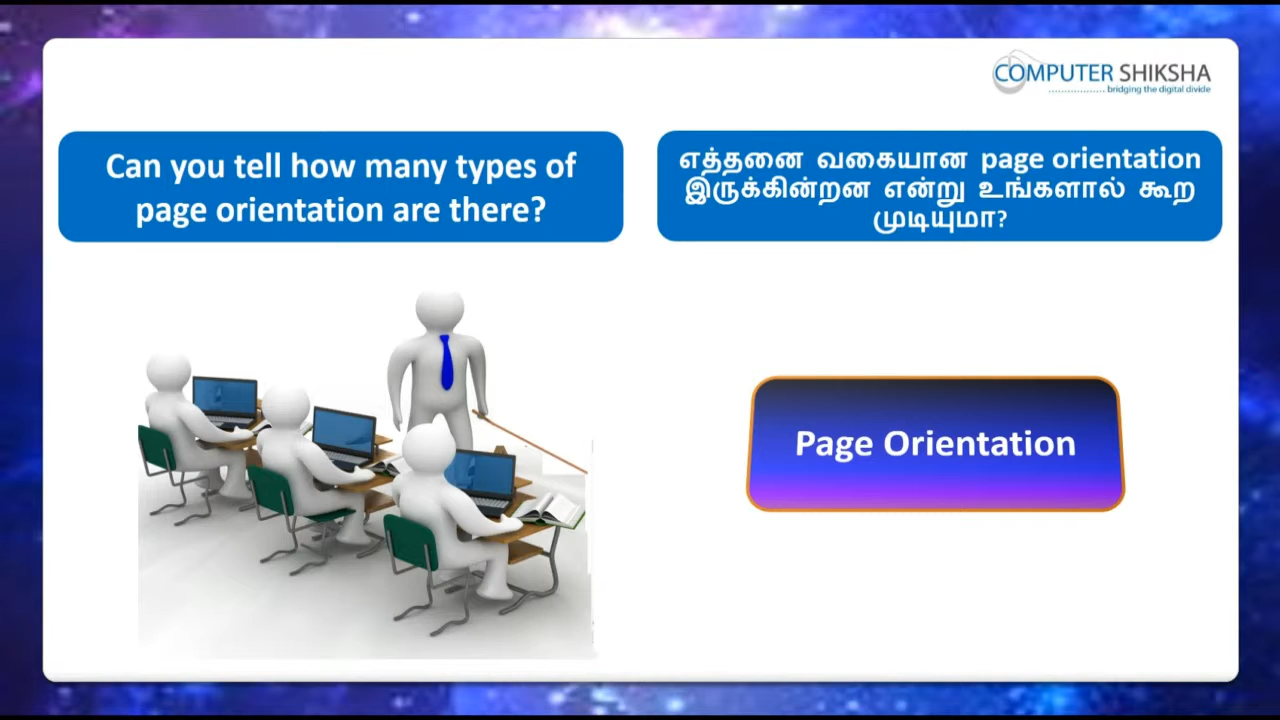 COMPUTER SHIKSHA
bridging the digital divide
Can you tell how many types of
page orientation are there?
எத்தனை வகையான page orientation
இருக்கின்றன என்று உங்களால் கூற
முடியுமா?
Page Orientation